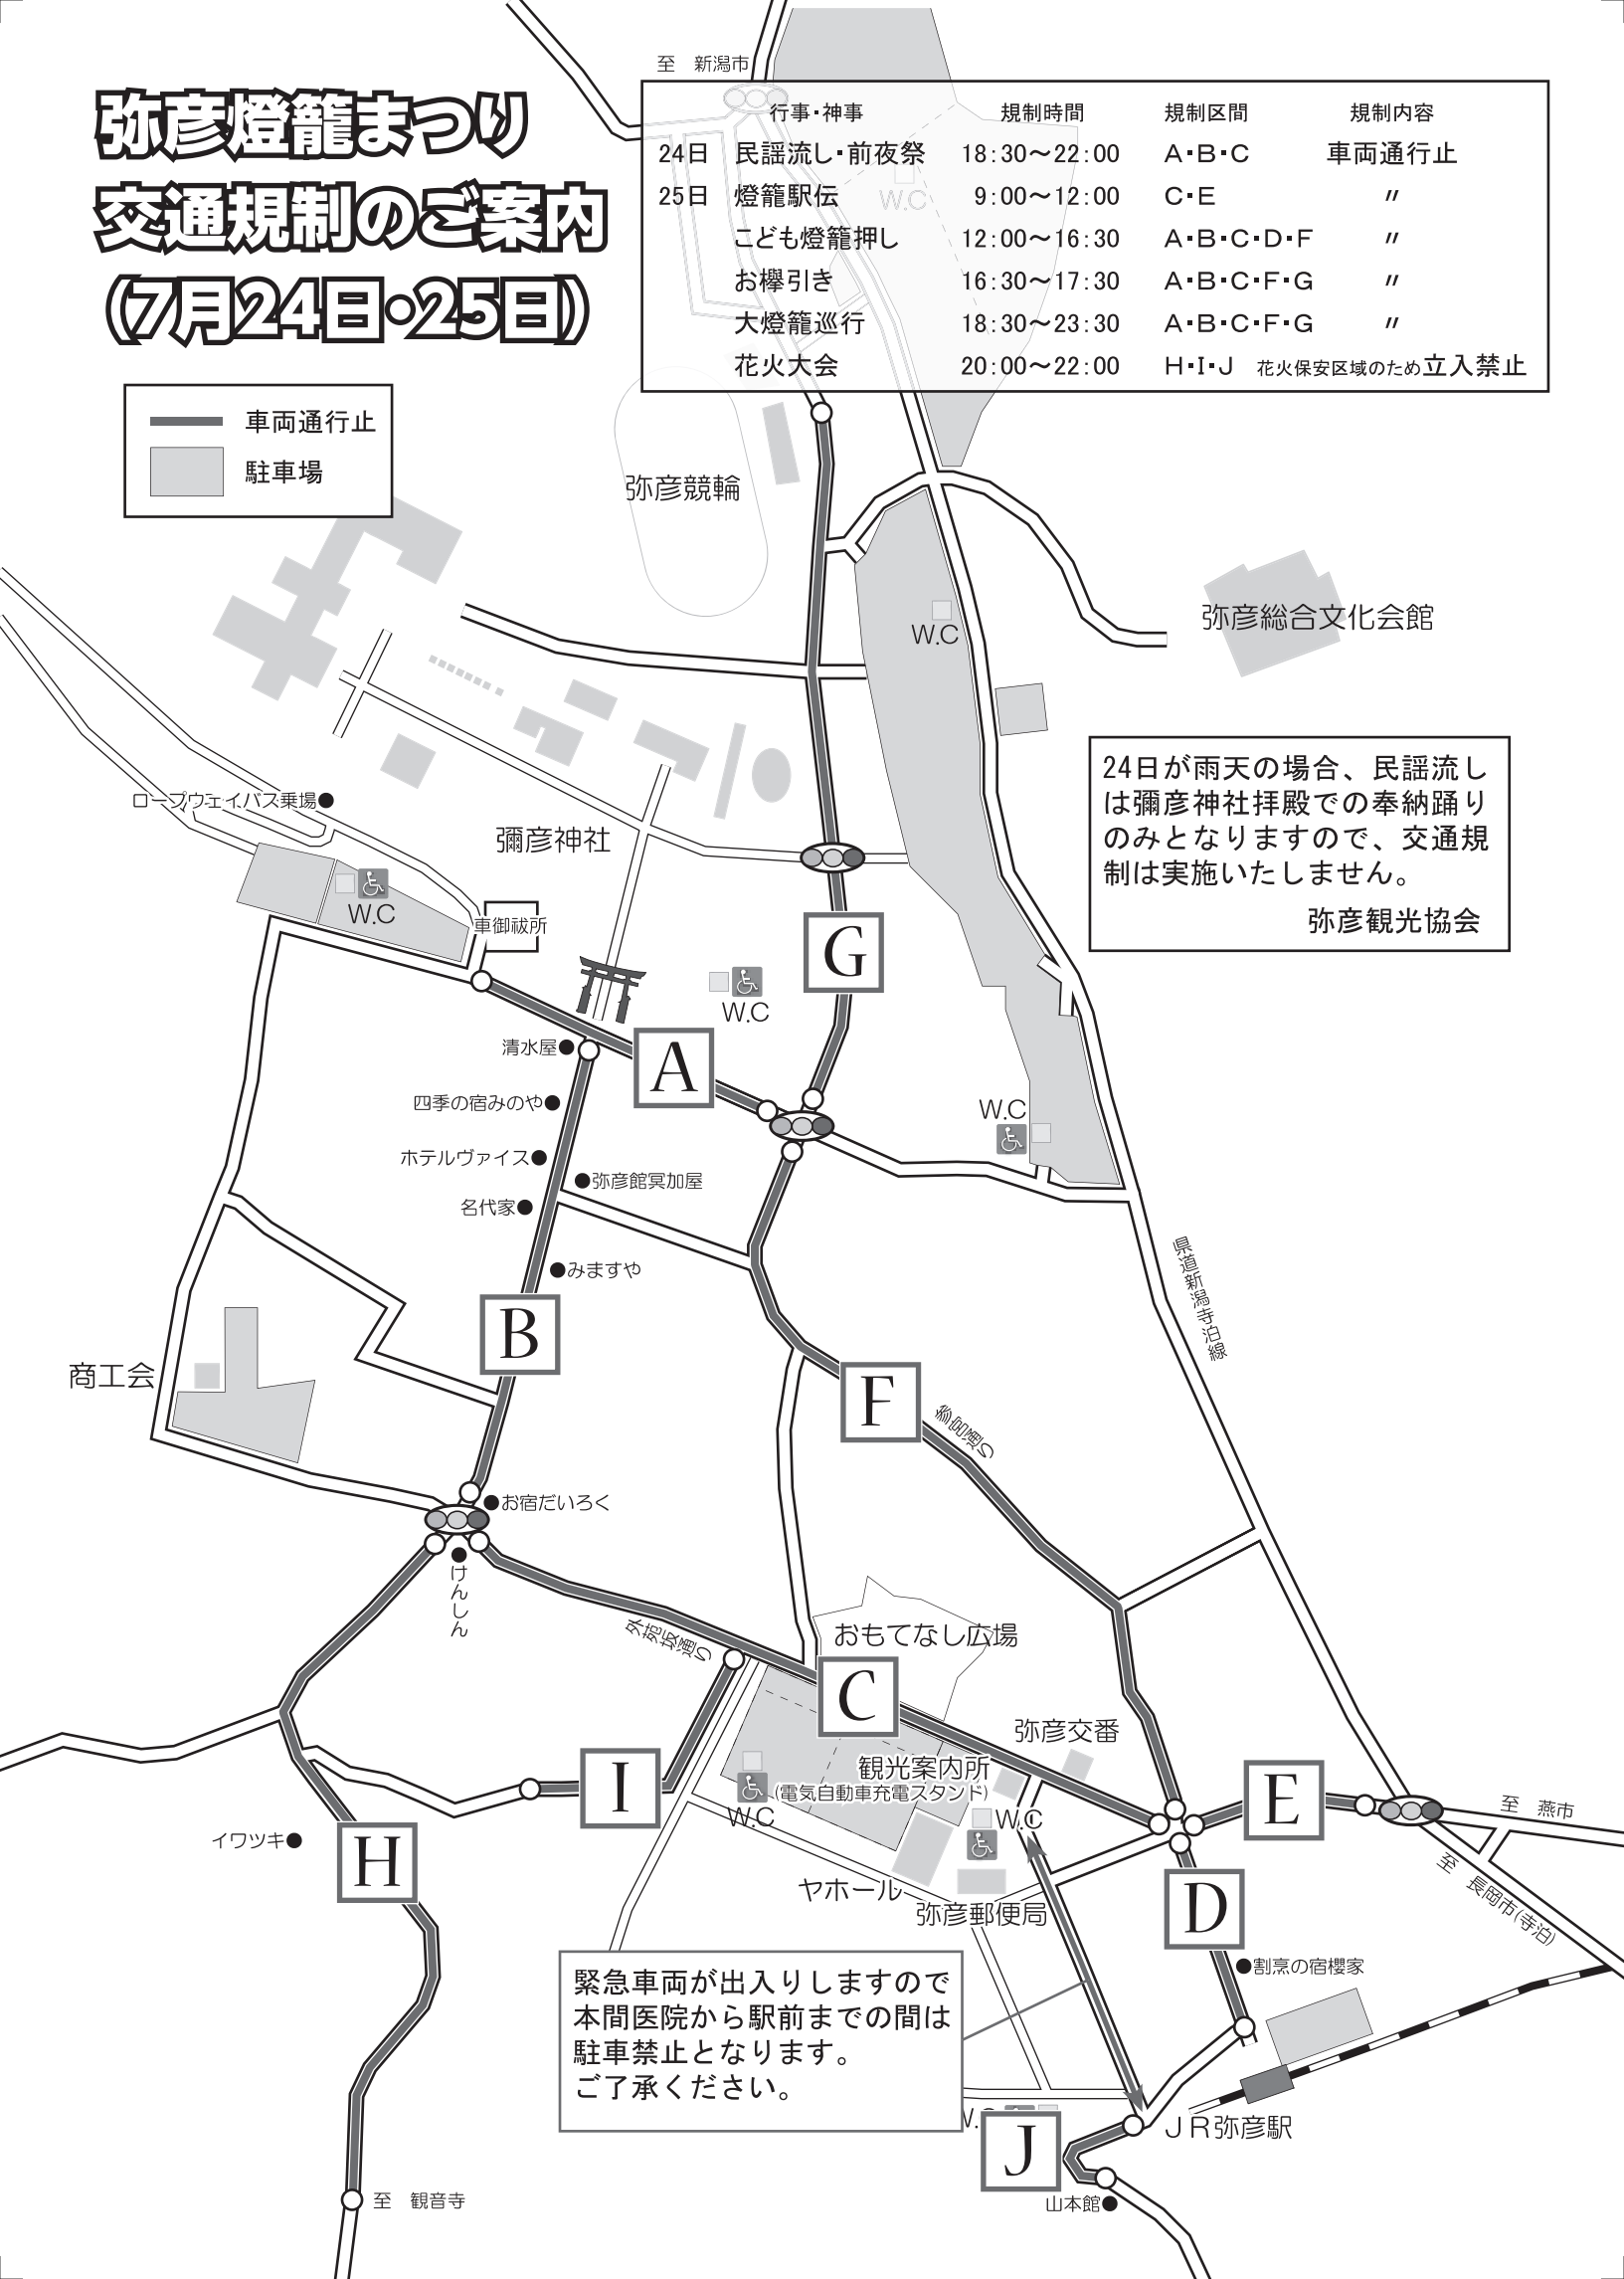 弥彦燈籠まつり
交通規制のご案内
(7月24日・25日)
至　新潟市
行事・神事　規制時間　規制区間　規制内容
24日　民謡流し・前夜祭　18:30〜22:00　A・B・C　車両通行止
25日　燈籠駅伝　9:00〜12:00　C・E　〃
こども燈籠押し　12:00〜16:30　A・B・C・D・F　〃
お欅引き　16:30〜17:30　A・B・C・F・G　〃
大燈籠巡行　18:30〜23:30　A・B・C・F・G　〃
花火大会　20:00〜22:00　H・I・J　花火保安区域のため立入禁止
W.C
車両通行止
駐車場
弥彦競輪
W.C
弥彦総合文化会館
24日が雨天の場合、民謡流し
は彌彦神社拝殿での奉納踊り
のみとなりますので、交通規
制は実施いたしません。
弥彦観光協会
ロープウェイバス乗場
彌彦神社
W.C
車御祓所
G
W.C
清水屋
A
四季の宿みのや
W.C
ホテルヴァイス
弥彦館冥加屋
名代家
みますや
県道新潟寺泊線
B
商工会
F
参宮通り
お宿だいろく
けんしん
外苑坂通り
おもてなし広場
C
弥彦交番
観光案内所
(電気自動車充電スタンド)
I
W.C
W.C
E
至　燕市
イワツキ
H
至　長岡市(寺泊)
ヤホール
弥彦郵便局
D
割烹の宿櫻家
緊急車両が出入りしますので
本間医院から駅前までの間は
駐車禁止となります。
ご了承ください。
W.C
J
JR弥彦駅
至　観音寺
山本館